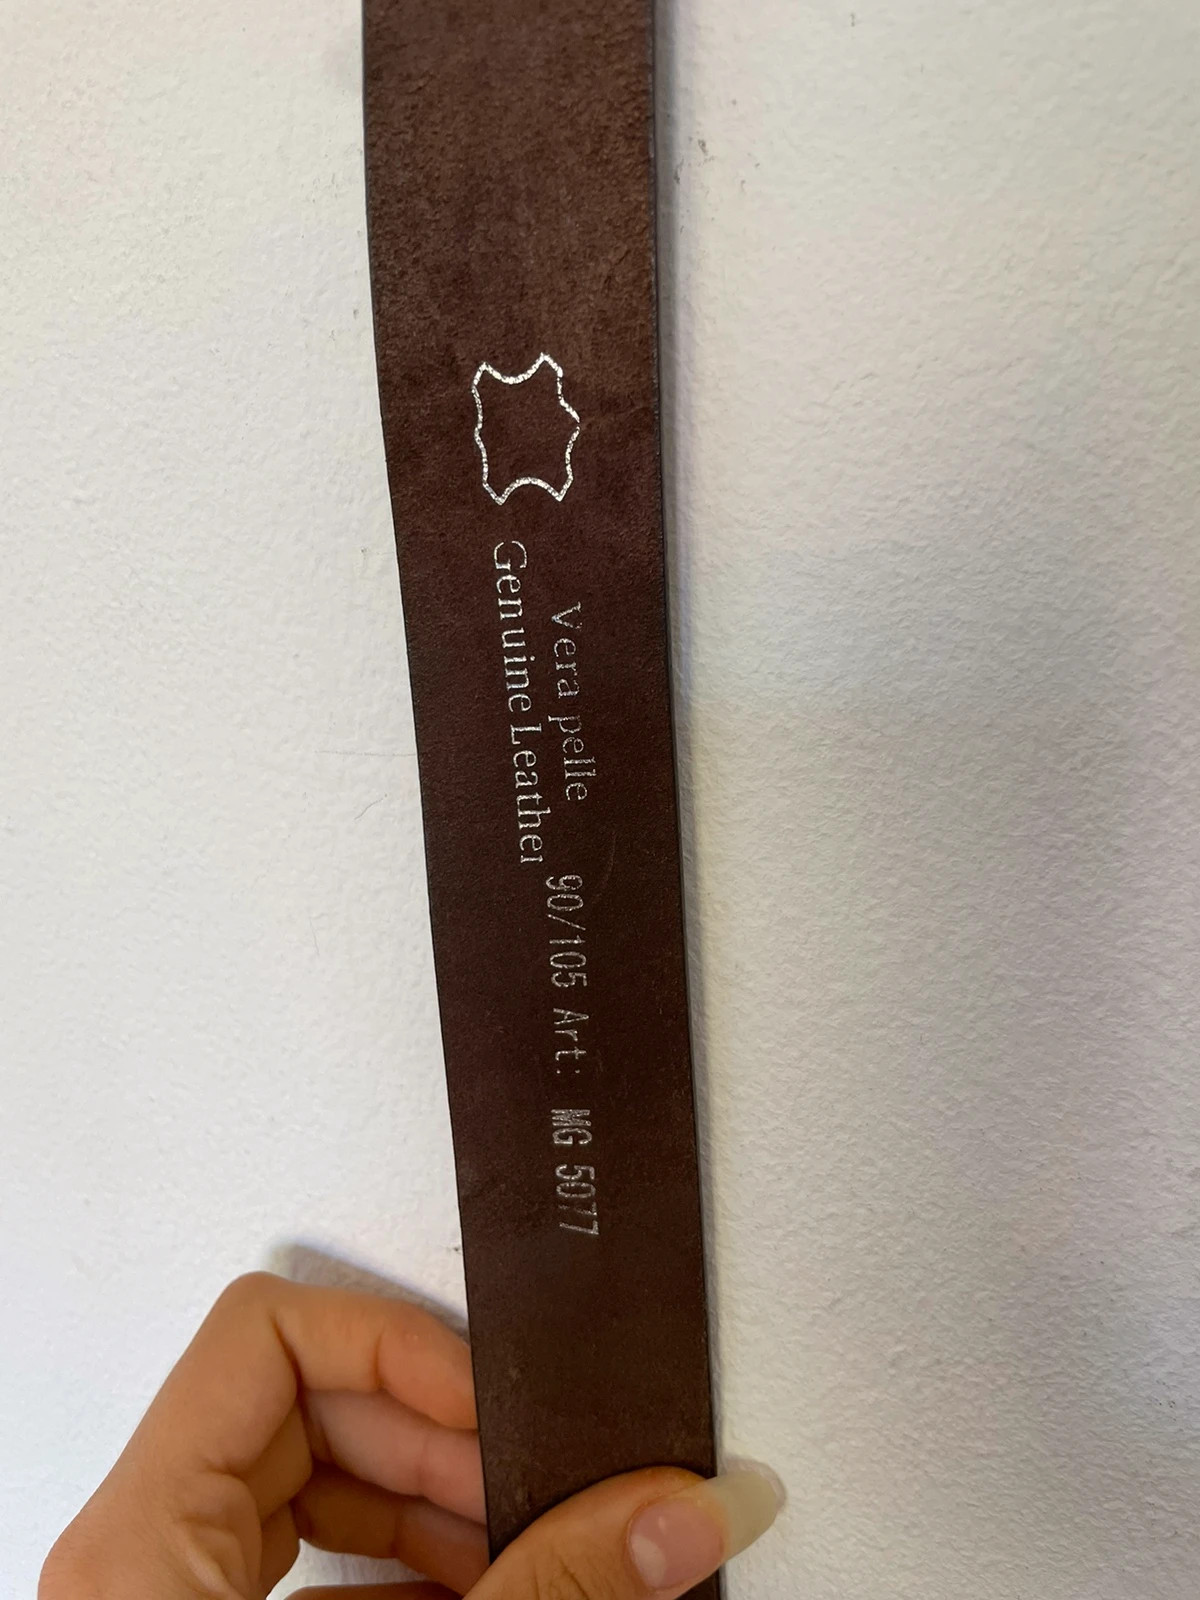 Vera pelle
Genuine Leather
90/105 Art: MG 5077